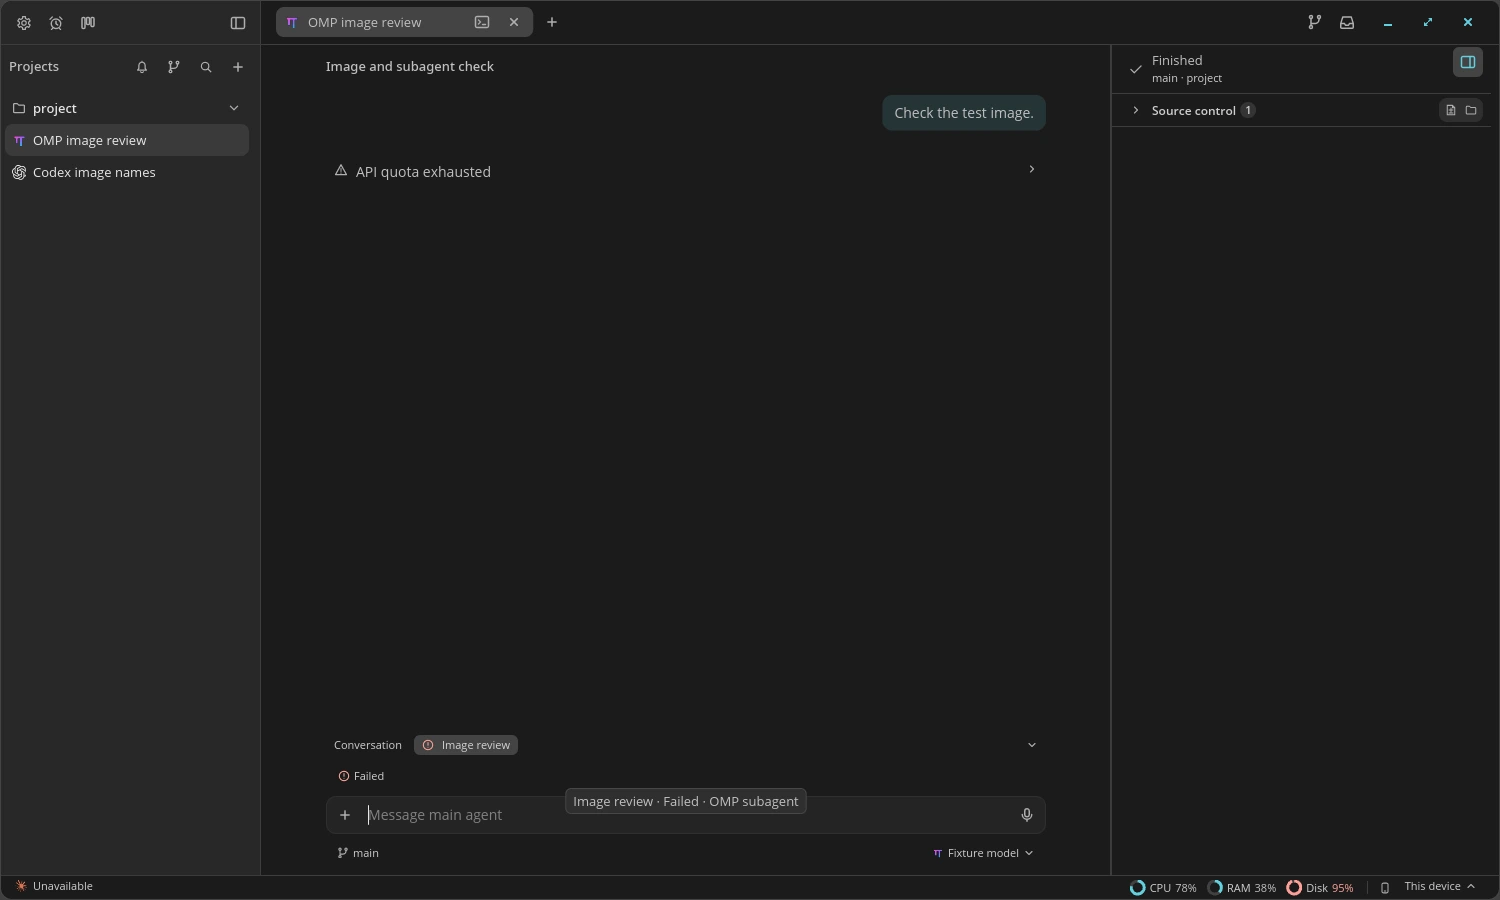 OMP image review
Projects
project
OMP image review
Codex image names
Image and subagent check
Check the test image.
API quota exhausted
Finished
main · project
Source control 1
Conversation Image review
Failed
Image review · Failed · OMP subagent
Message main agent
main
Fixture model
Unavailable
CPU 78% RAM 38% Disk 95% This device